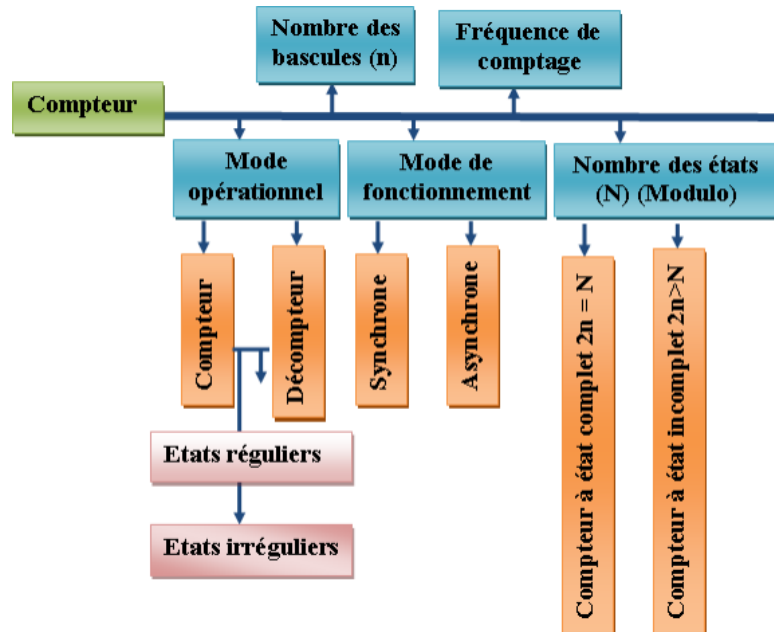 Nombre des
bascules (n)
Fréquence de
comptage
Compteur
Mode
opérationnel
Mode de
fonctionnement
Nombre des états
(N) (Modulo)
Compteur
Décompteur
Synchrone
Asynchrone
Compteur à état complet 2n = N
Compteur à état incomplet 2n>N
Etats réguliers
Etats irréguliers